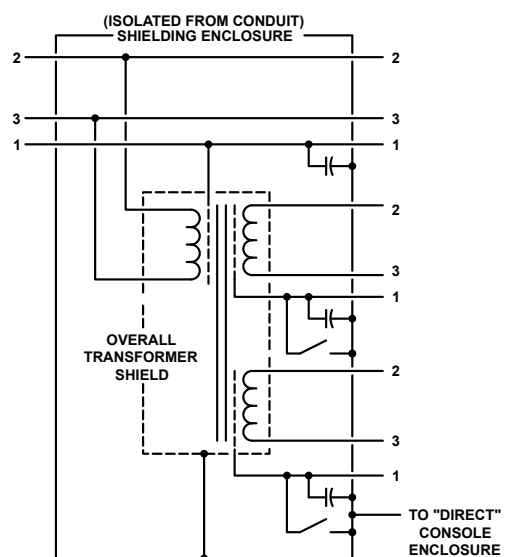 (ISOLATED FROM CONDUIT)
SHIELDING ENCLOSURE
2
2
3
3
1
1
2
3
1
OVERALL
TRANSFORMER
SHIELD
2
3
1
TO "DIRECT"
CONSOLE
ENCLOSURE